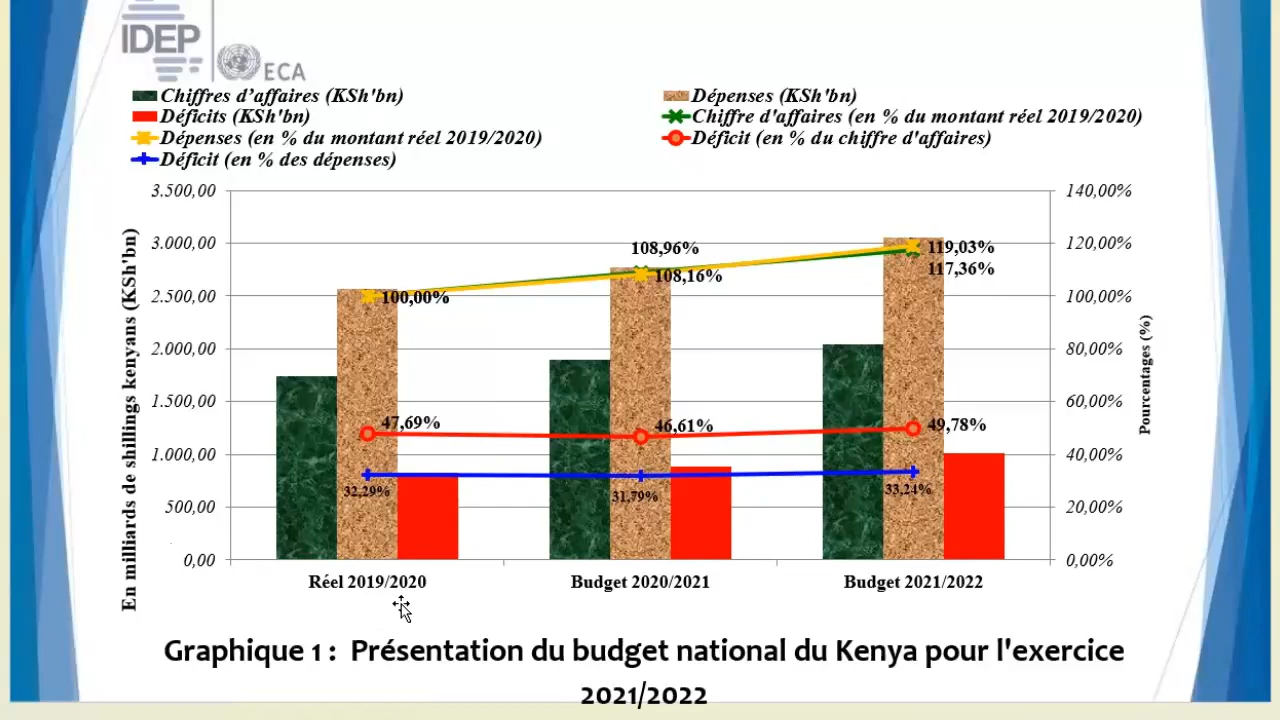 IDEP
ECA
Chiffres d’affaires (KSh'bn)
Dépenses (KSh'bn)
Déficits (KSh'bn)
Chiffre d'affaires (en % du montant réel 2019/2020)
Dépenses (en % du montant réel 2019/2020)
Déficit (en % du chiffre d'affaires)
Déficit (en % des dépenses)
En milliards de shillings kenyans (KSh'bn)
3.500,00
3.000,00
2.500,00
2.000,00
1.500,00
1.000,00
500,00
0,00
100,00%
108,96%
108,16%
119,03%
117,36%
47,69%
46,61%
49,78%
32,29%
31,79%
33,24%
140,00%
120,00%
100,00%
80,00%
60,00%
40,00%
20,00%
0,00%
Pourcentages (%)
Réel 2019/2020
Budget 2020/2021
Budget 2021/2022
Graphique 1 : Présentation du budget national du Kenya pour l'exercice
2021/2022